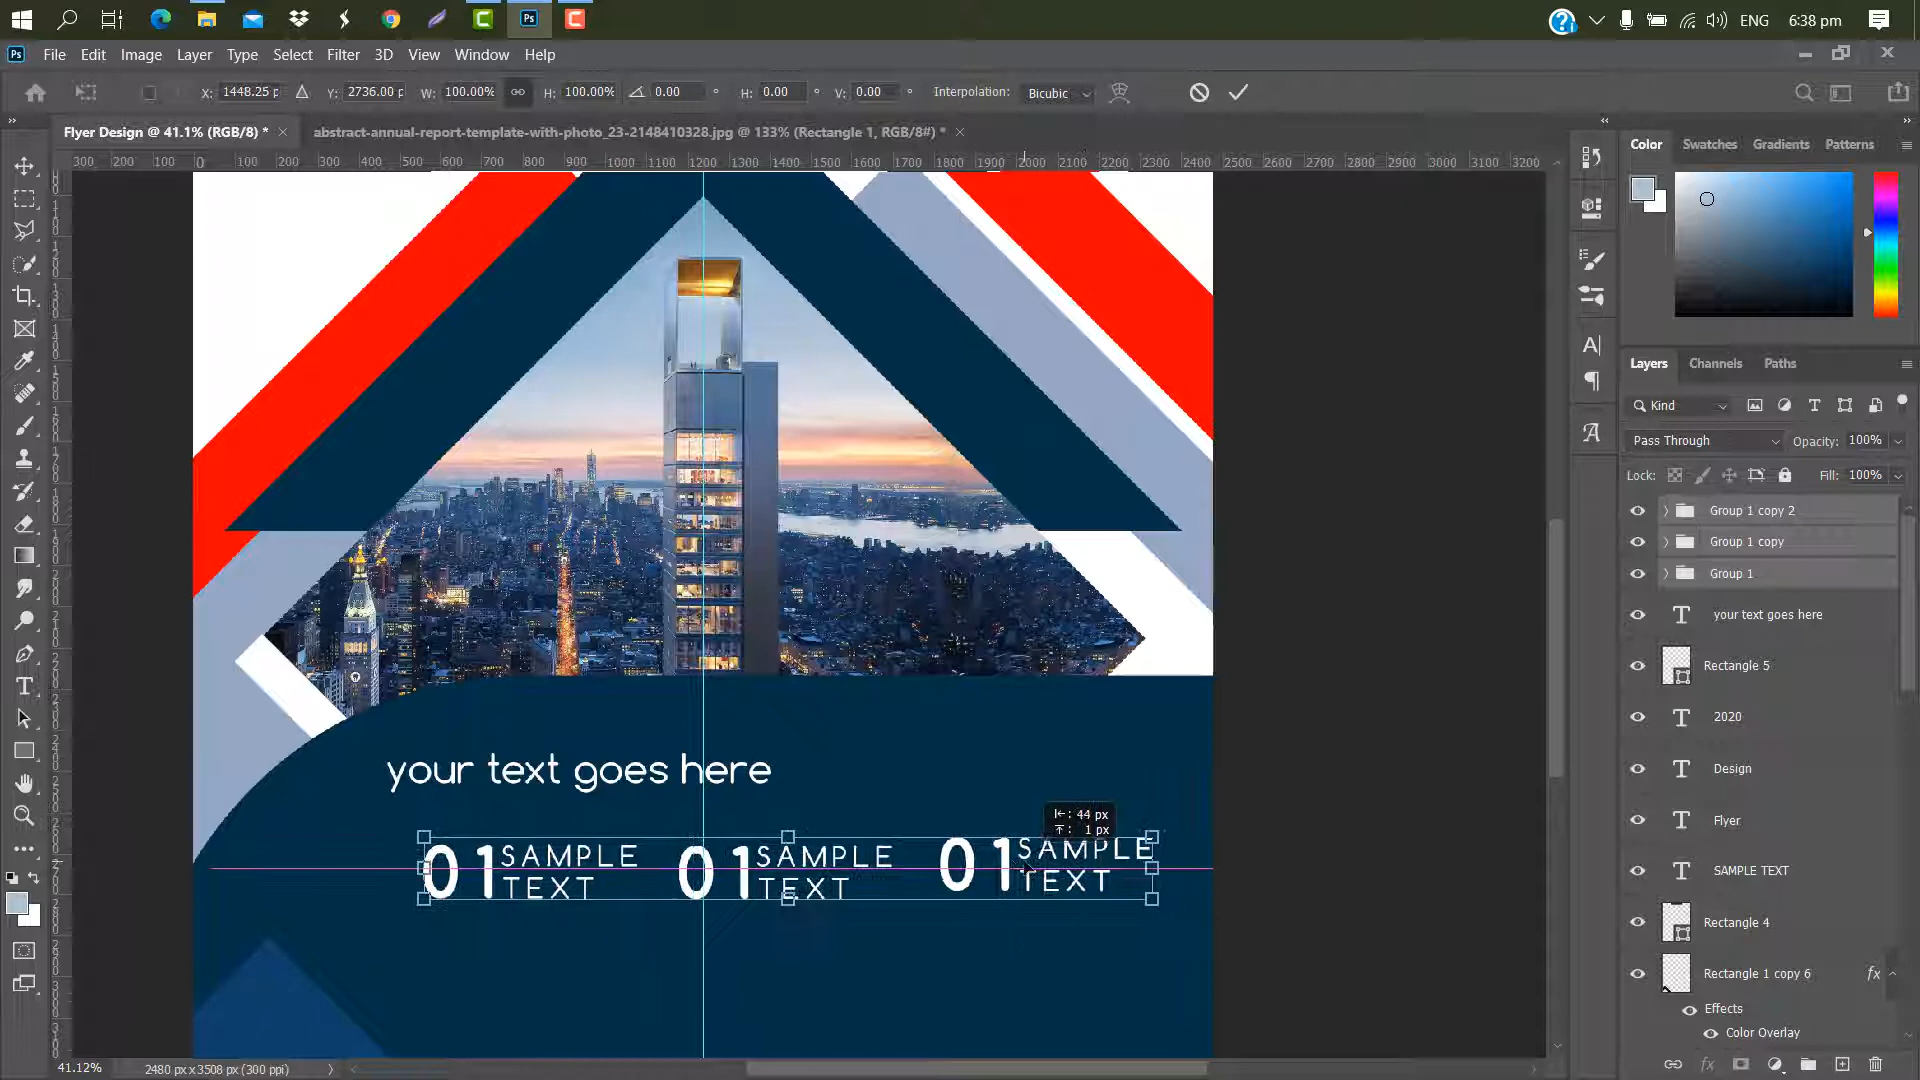 ENG
6:38 pm
Ps
File Edit Image Layer Type Select Filter 3D View Window Help
X: 1448.25 p Y: 2736.00 p W: 100.00% H: 100.00% 0.00 ° H: 0.00 ° V: 0.00 ° Interpolation: Bicubic
Flyer Design @ 41.1% (RGB/8) * abstract-annual-report-template-with-photo_23-2148410328.jpg @ 133% (Rectangle 1, RGB/8#) *
300 200 100 0 100 200 300 400 500 600 700 800 900 1000 1100 1200 1300 1400 1500 1600 1700 1800 1900 2000 2100 2200 2300 2400 2500 2600 2700 2800 2900 3000 3100 3200
Color Swatches Gradients Patterns
Layers Channels Paths
Kind
Pass Through Opacity: 100%
Lock: Fill: 100%
Group 1 copy 2
Group 1 copy
Group 1
your text goes here
Rectangle 5
2020
Design
Flyer
SAMPLE TEXT
Rectangle 4
Rectangle 1 copy 6 fx
Effects
Color Overlay
your text goes here
44 px
1 px
01 SAMPLE TEXT
01 SAMPLE TEXT
01 SAMPLE TEXT
41.12% 2480 px x 3508 px (300 ppi)